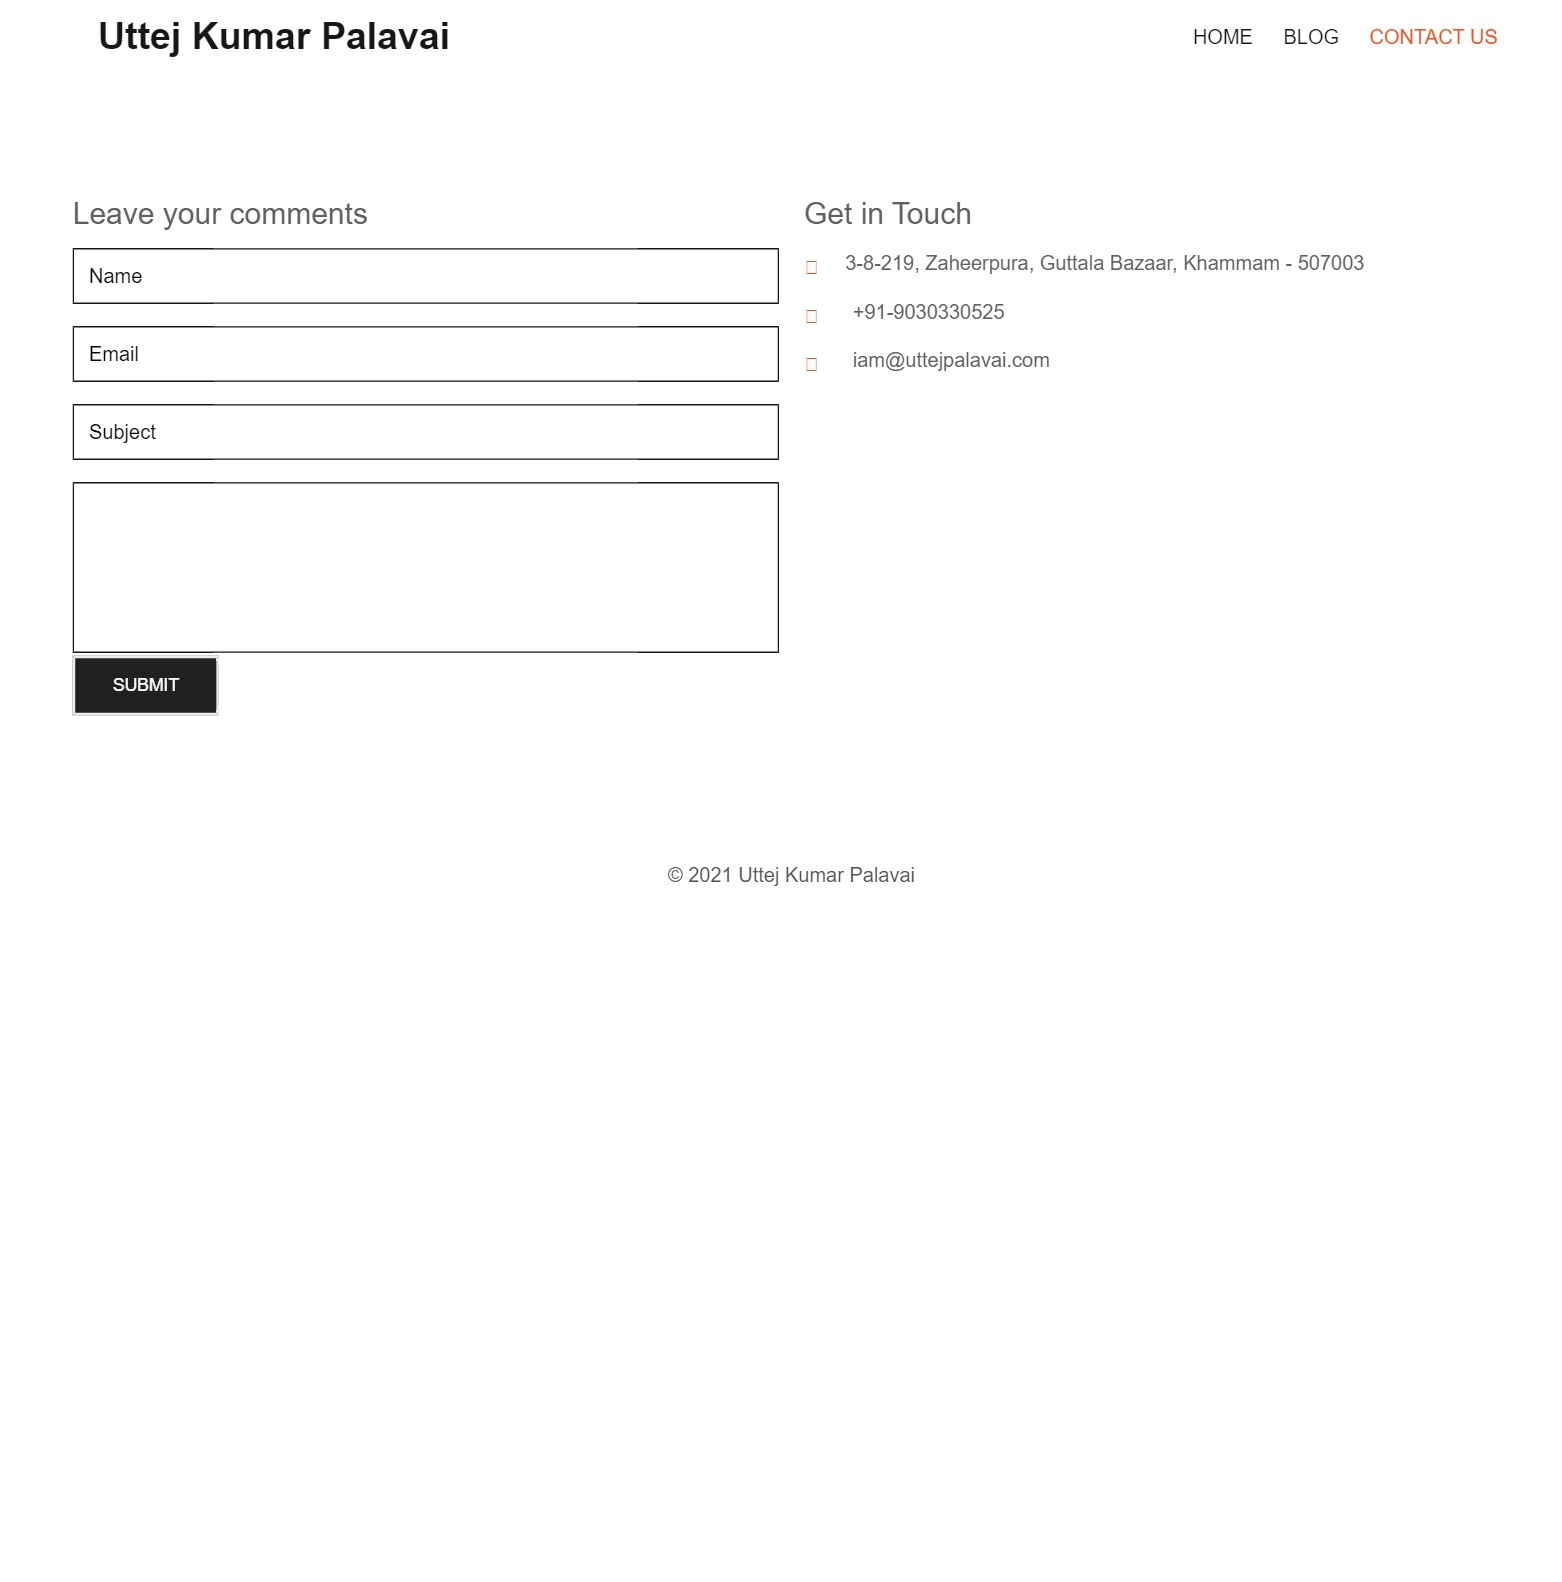 Uttej Kumar Palavai
HOME BLOG CONTACT US
Leave your comments
Name
Email
Subject
SUBMIT
Get in Touch
3-8-219, Zaheerpura, Guttala Bazaar, Khammam - 507003
+91-9030330525
iam@uttejpalavai.com
© 2021 Uttej Kumar Palavai